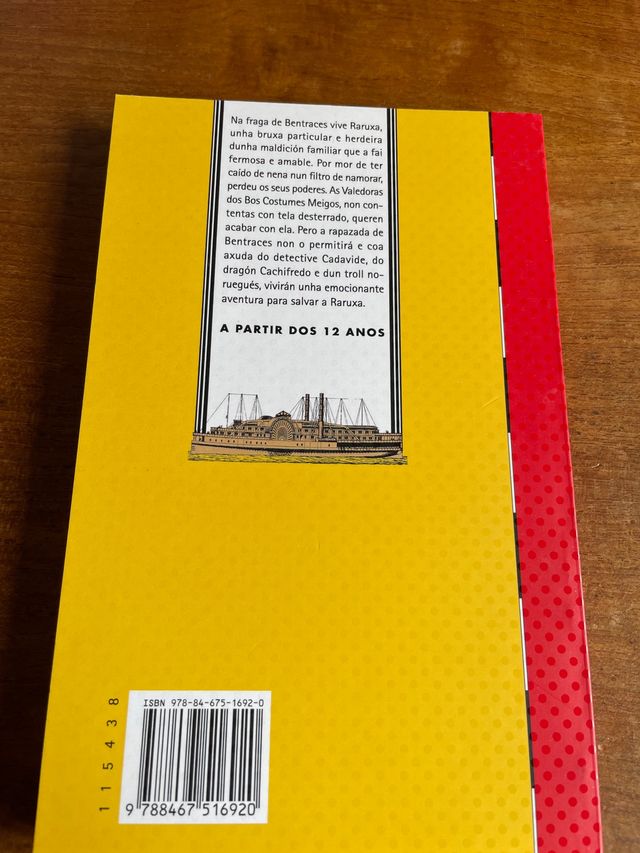 Na fraga de Bentraces vive Raruxa,
unha bruxa particular e herdeira
dunha maldición familiar que a fai
fermosa e amable. Por mor de ter
caído de nena nun filtro de namorar,
perdeu os seus poderes. As Valedoras
dos Bos Costumes Meigos, non con-
tentas con tela desterrado, queren
acabar con ela. Pero a rapazada de
Bentraces non o permitirá e coa
axuda do detective Cadavide, do
dragón Cachifredo e dun troll no-
ruegués, vivirán unha emocionante
aventura para salvar a Raruxa.
A PARTIR DOS 12 ANOS
ISBN 978-84-675-1692-0
9 788467 516920
115438